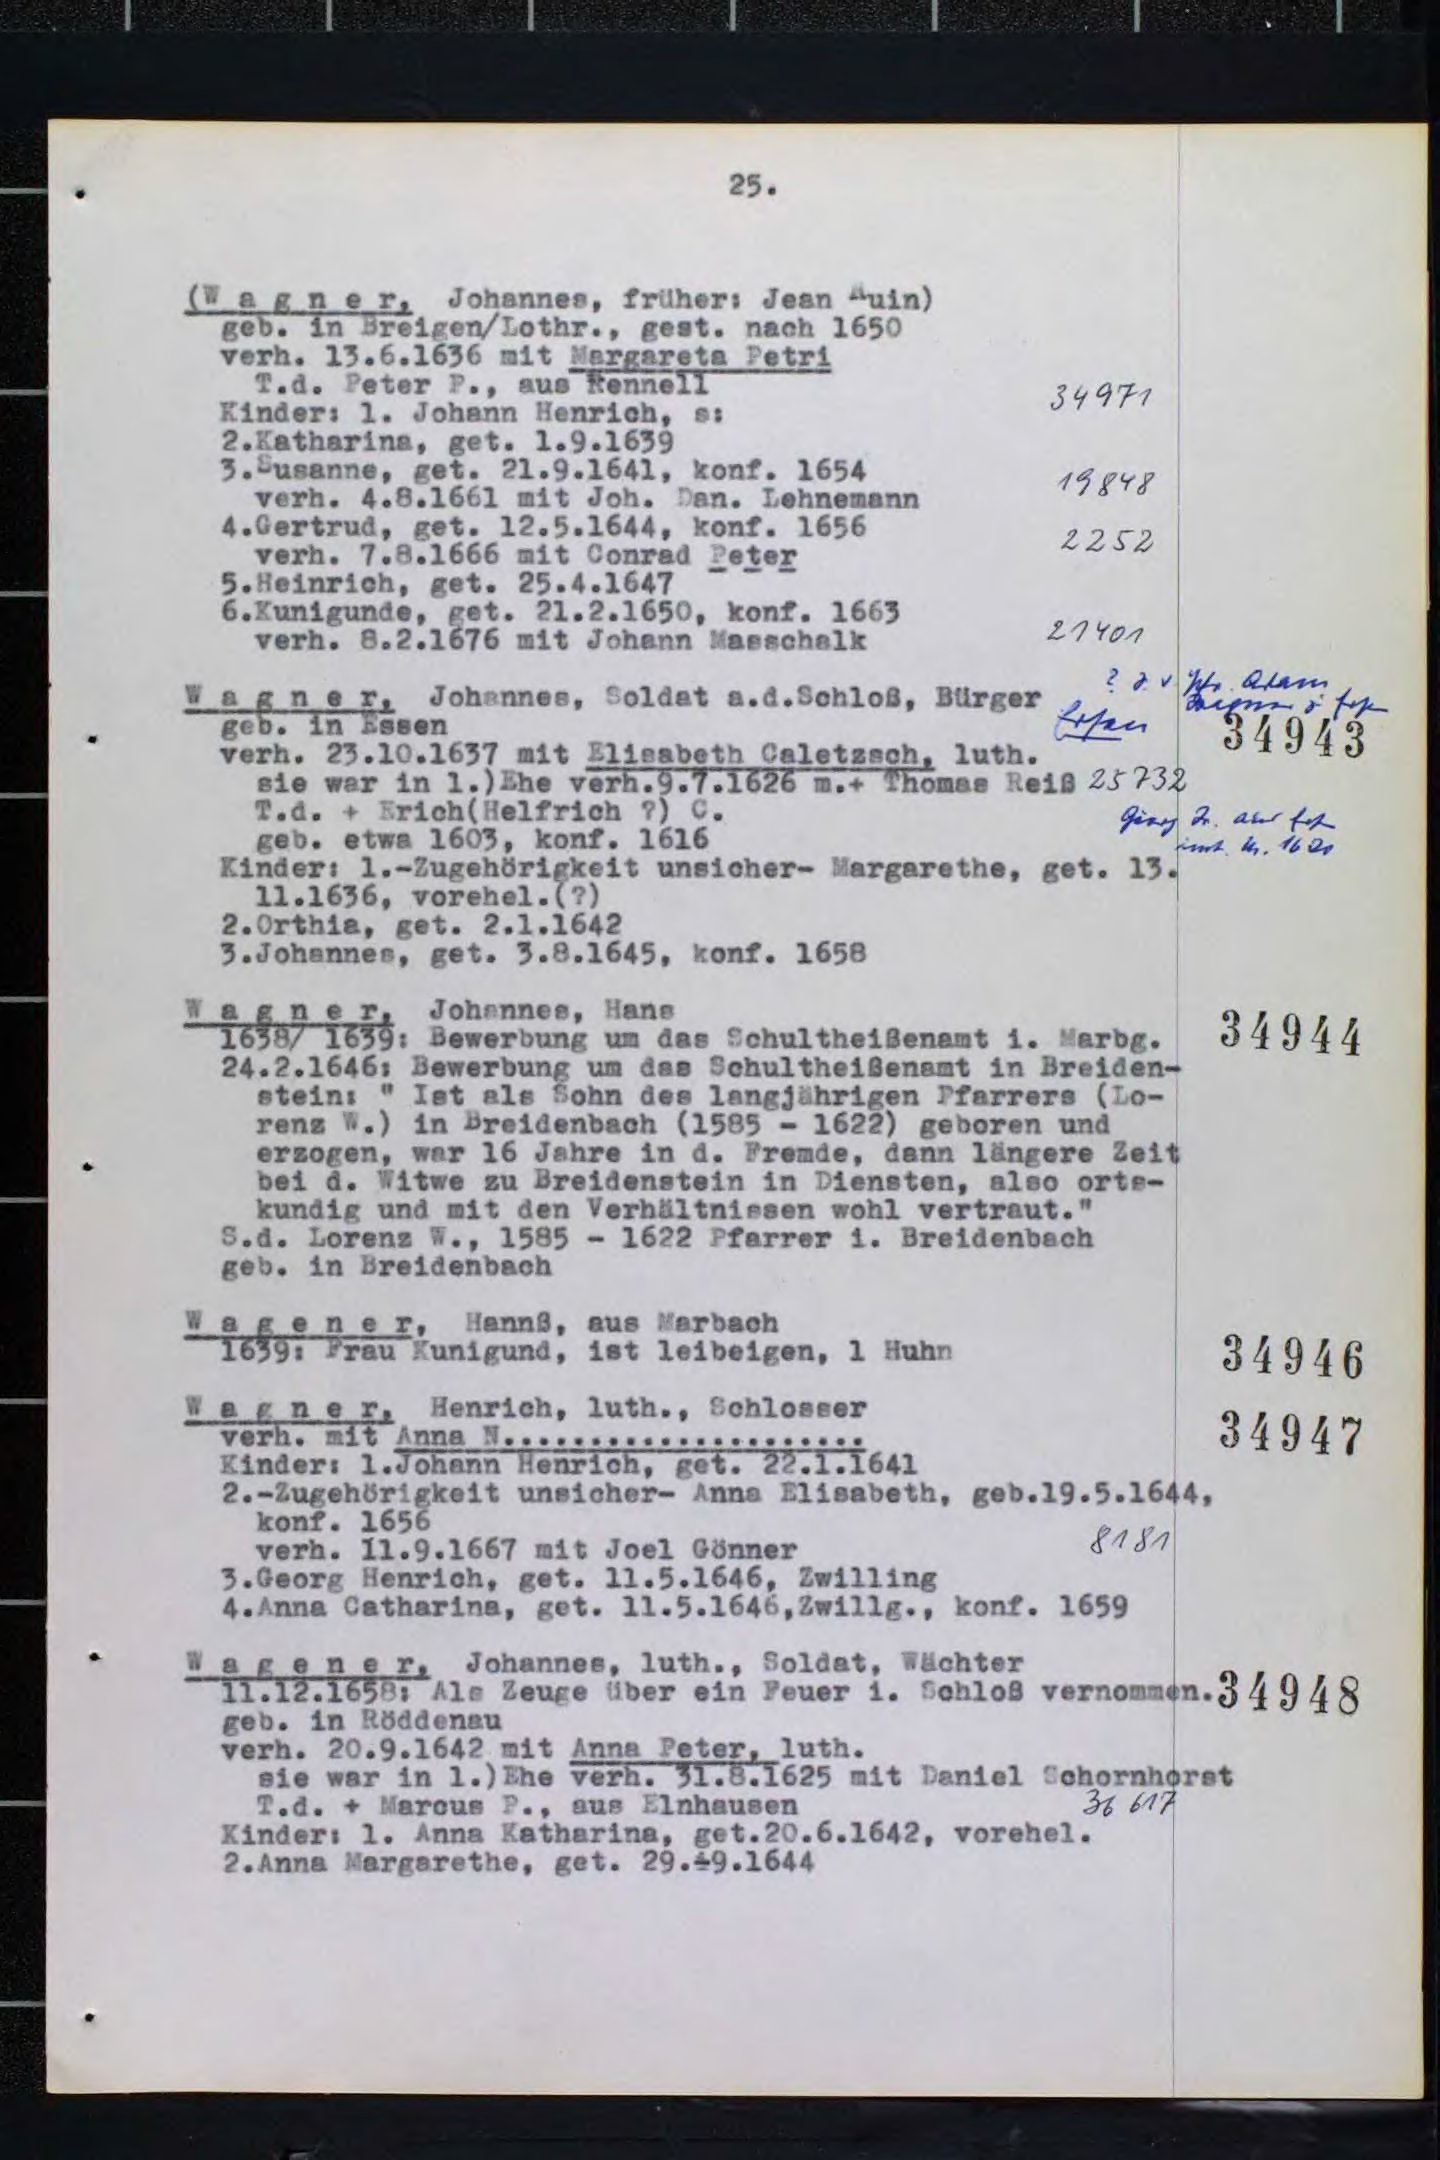 25.
(W a g n e r, Johannes, früher: Jean Auin)
geb. in Breigen/Lothr., gest. nach 1650
verh. 13.6.1636 mit Margareta Petri
T.d. Peter P., aus Rennell
Kinder: 1. Johann Henrich, s: 34971
2.Katharina, get. 1.9.1639
3.Susanne, get. 21.9.1641, konf. 1654
verh. 4.8.1661 mit Joh. Dan. Lehnemann 19848
4.Gertrud, get. 12.5.1644, konf. 1656
verh. 7.8.1666 mit Conrad Peter 2252
5.Heinrich, get. 25.4.1647
6.Kunigunde, get. 21.2.1650, konf. 1663
verh. 8.2.1676 mit Johann Masschalk 21401
W a g n e r, Johannes, Soldat a.d.Schloß, Bürger
geb. in Essen 34943
verh. 23.10.1637 mit Elisabeth Caletzsch, luth.
sie war in 1.)Ehe verh.9.7.1626 m.+ Thomas Reiß 25732
T.d. + Erich(Helfrich ?) C.
geb. etwa 1603, konf. 1616
Kinder: 1.-Zugehörigkeit unsicher- Margarethe, get. 13.
11.1636, vorehel.(?)
2.Orthia, get. 2.1.1642
3.Johannes, get. 3.8.1645, konf. 1658
W a g n e r, Johannes, Hans
1638/ 1639: Bewerbung um das Schultheißenamt i. Marbg. 34944
24.2.1646: Bewerbung um das Schultheißenamt in Breiden-
stein: " Ist als Sohn des langjährigen Pfarrers (Lo-
renz W.) in Breidenbach (1585 - 1622) geboren und
erzogen, war 16 Jahre in d. Fremde, dann längere Zeit
bei d. Witwe zu Breidenstein in Diensten, also orts-
kundig und mit den Verhältnissen wohl vertraut."
S.d. Lorenz W., 1585 - 1622 Pfarrer i. Breidenbach
geb. in Breidenbach
W a g e n e r, Hannß, aus Marbach
1639: Frau Kunigund, ist leibeigen, 1 Huhn 34946
W a g n e r, Henrich, luth., Schlosser
verh. mit Anna N..................... 34947
Kinder: 1.Johann Henrich, get. 22.1.1641
2.-Zugehörigkeit unsicher- Anna Elisabeth, geb.19.5.1644,
konf. 1656
verh. 11.9.1667 mit Joel Gönner 8181
3.Georg Henrich, get. 11.5.1646, Zwilling
4.Anna Catharina, get. 11.5.1646,Zwillg., konf. 1659
W a g e n e r, Johannes, luth., Soldat, Wächter
11.12.1658: Als Zeuge über ein Feuer i. Schloß vernommen. 34948
geb. in Röddenau
verh. 20.9.1642 mit Anna Peter, luth.
sie war in 1.)Ehe verh. 31.8.1625 mit Daniel Schornhorst
T.d. + Marcus P., aus Elnhausen 36617
Kinder: 1. Anna Katharina, get.20.6.1642, vorehel.
2.Anna Margarethe, get. 29.9.1644